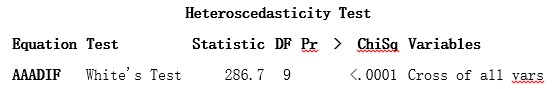 Heteroscedasticity Test
Equation Test Statistic DF Pr > ChiSq Variables
AAADIF White's Test 286.7 9 <.0001 Cross of all vars